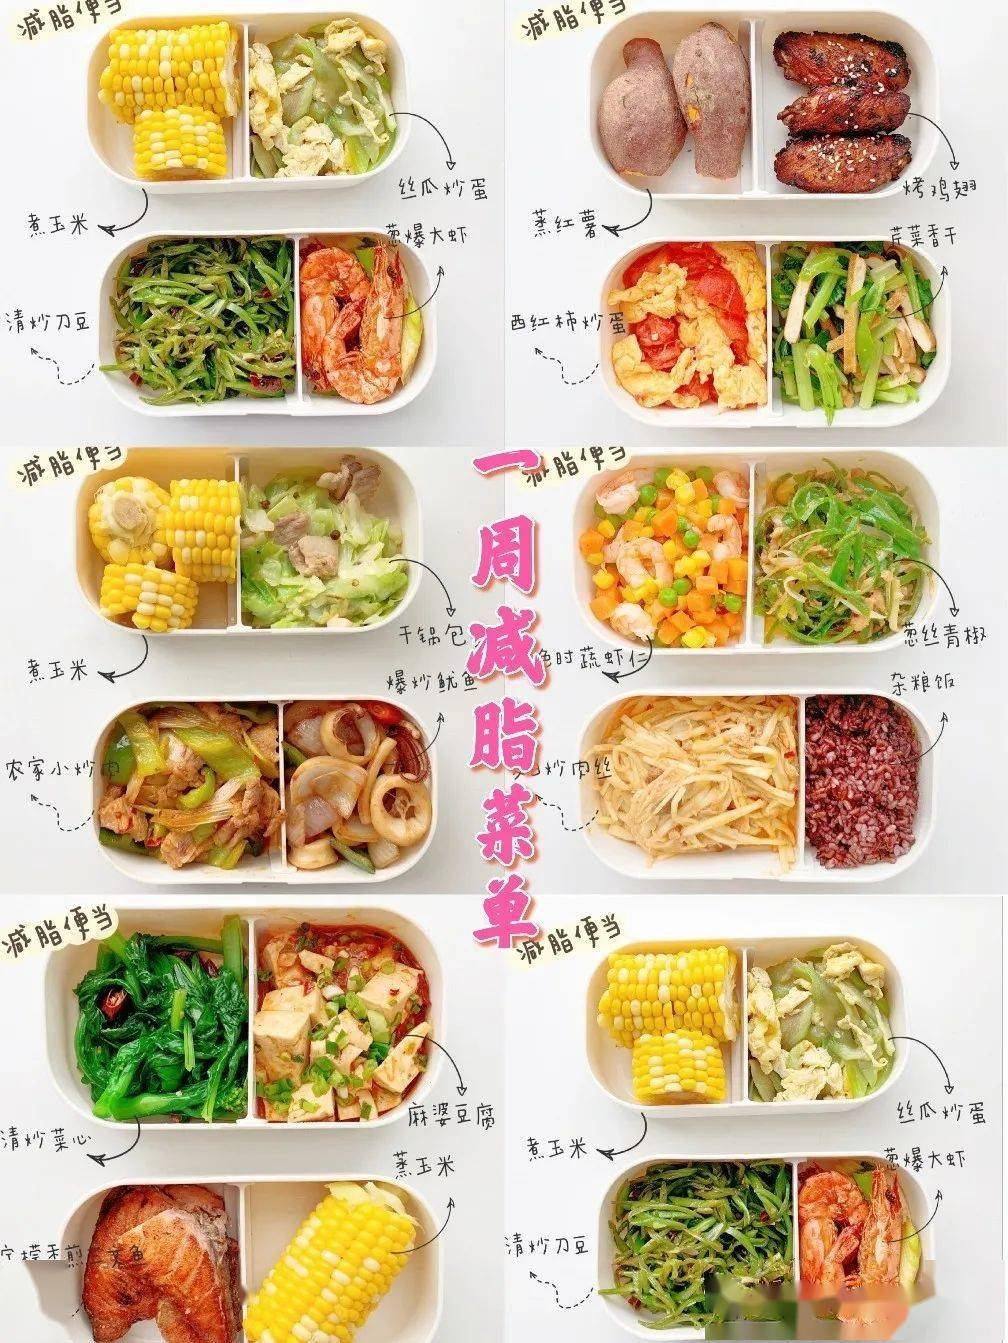 减脂便当
丝瓜炒蛋
煮玉米
葱爆大虾
清炒刀豆
减脂便当
烤鸡翅
蒸红薯
芹菜香干
西红柿炒蛋
一周减脂菜单
减脂便当
干锅包
煮玉米
爆炒鱿鱼
农家小炒肉
减脂便当
葱丝青椒
时蔬虾仁
杂粮饭
炒肉丝
减脂便当
麻婆豆腐
清炒菜心
蒸玉米
柠檬香煎
鱼
减脂便当
丝瓜炒蛋
煮玉米
葱爆大虾
清炒刀豆